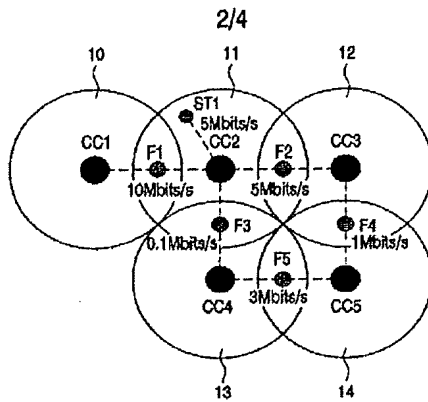 2/4
10 11 12
ST1
5Mbits/s
CC1 F1 CC2 F2 CC3
10Mbits/s 5Mbits/s
F3 F4
0.1Mbits/s 1Mbits/s
F5
CC4 3Mbits/s CC5
13 14